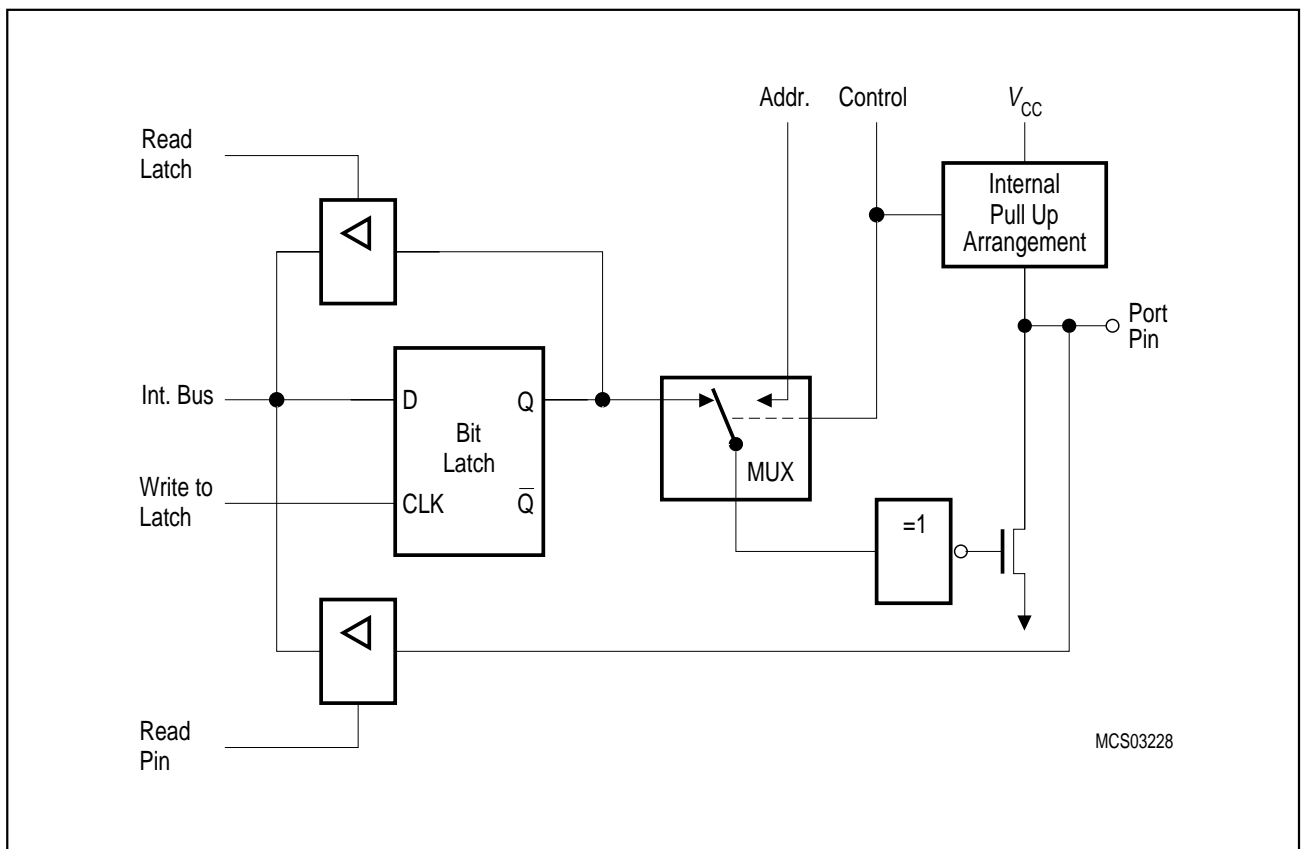 Addr.
Control
VCC
Read
Latch
Internal
Pull Up
Arrangement
Port
Pin
Int. Bus
D
Q
Bit
Latch
MUX
Write to
Latch
CLK
Q̅
=1
Read
Pin
MCS03228